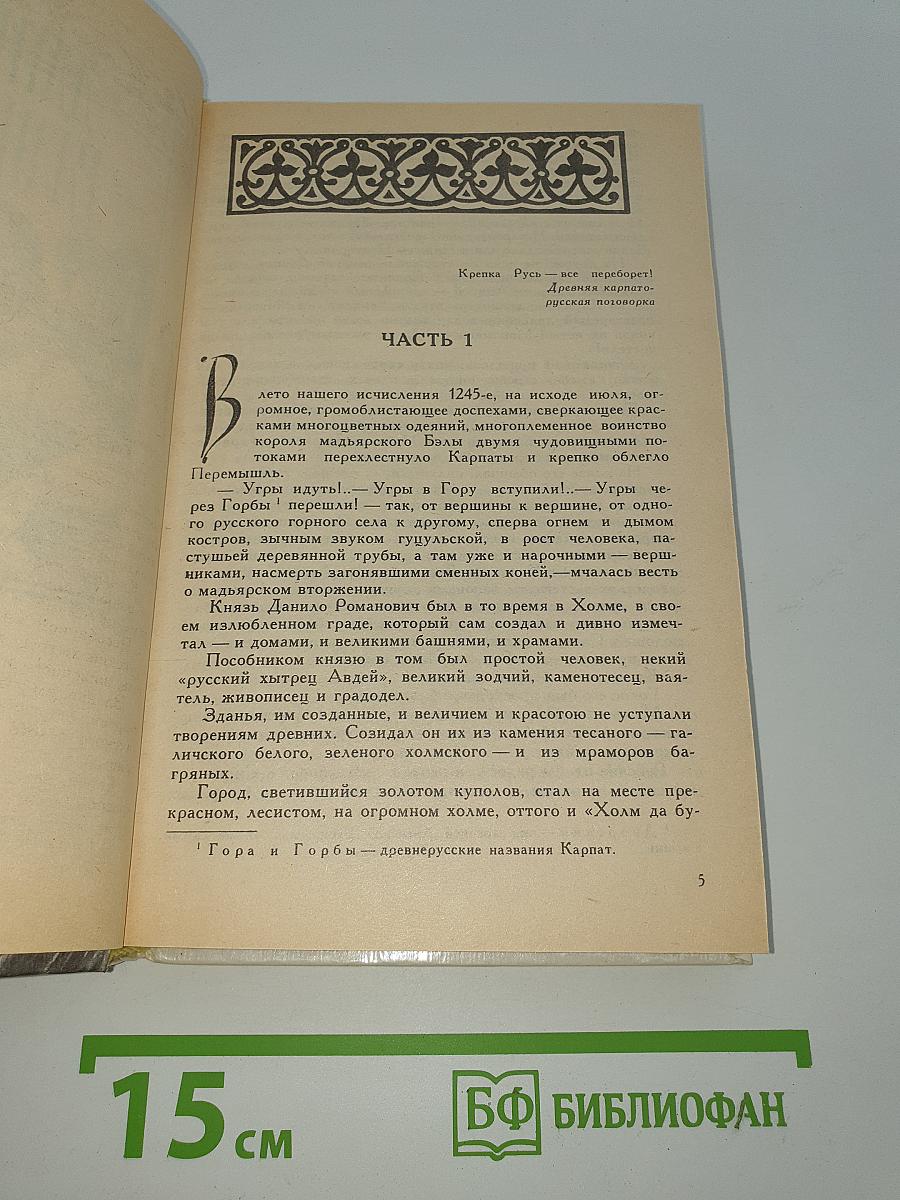 Крепка Русь — все переборет!
Древняя карпато-
русская поговорка
ЧАСТЬ 1
В лето нашего исчисления 1245-е, на исходе июля, ог-
ромное, громоблистающее доспехами, сверкающее крас-
ками многоцветных одеяний, многоплеменное воинство
короля мадьярского Бэлы двумя чудовищными по-
токами перехлестнуло Карпаты и крепко облегло
Перемышль.
— Угры идуть!..— Угры в Гору вступили!..— Угры че-
рез Горбы ¹ перешли! — так, от вершины к вершине, от одно-
го русского горного села к другому, сперва огнем и дымом
костров, зычным звуком гуцульской, в рост человека, па-
стушьей деревянной трубы, а там уже и нарочными — верш-
никами, насмерть загонявшими сменных коней,—мчалась весть
о мадьярском вторжении.
Князь Данило Романович был в то время в Холме, в сво-
ем излюбленном граде, который сам создал и дивно измеч-
тал — и домами, и великими башнями, и храмами.
Пособником князю в том был простой человек, некий
«русский хытрец Авдей», великий зодчий, каменотесец, вая-
тель, живописец и градодел.
Зданья, им созданные, и величием и красотою не уступали
творениям древних. Созидал он их из камения тесаного — га-
личского белого, зеленого холмского — и из мраморов ба-
гряных.
Город, светившийся золотом куполов, стал на месте пре-
красном, лесистом, на огромном холме, оттого и «Холм да бу-
¹ Гора и Горбы — древнерусские названия Карпат.
5
15 см
БФ БИБЛИОФАН